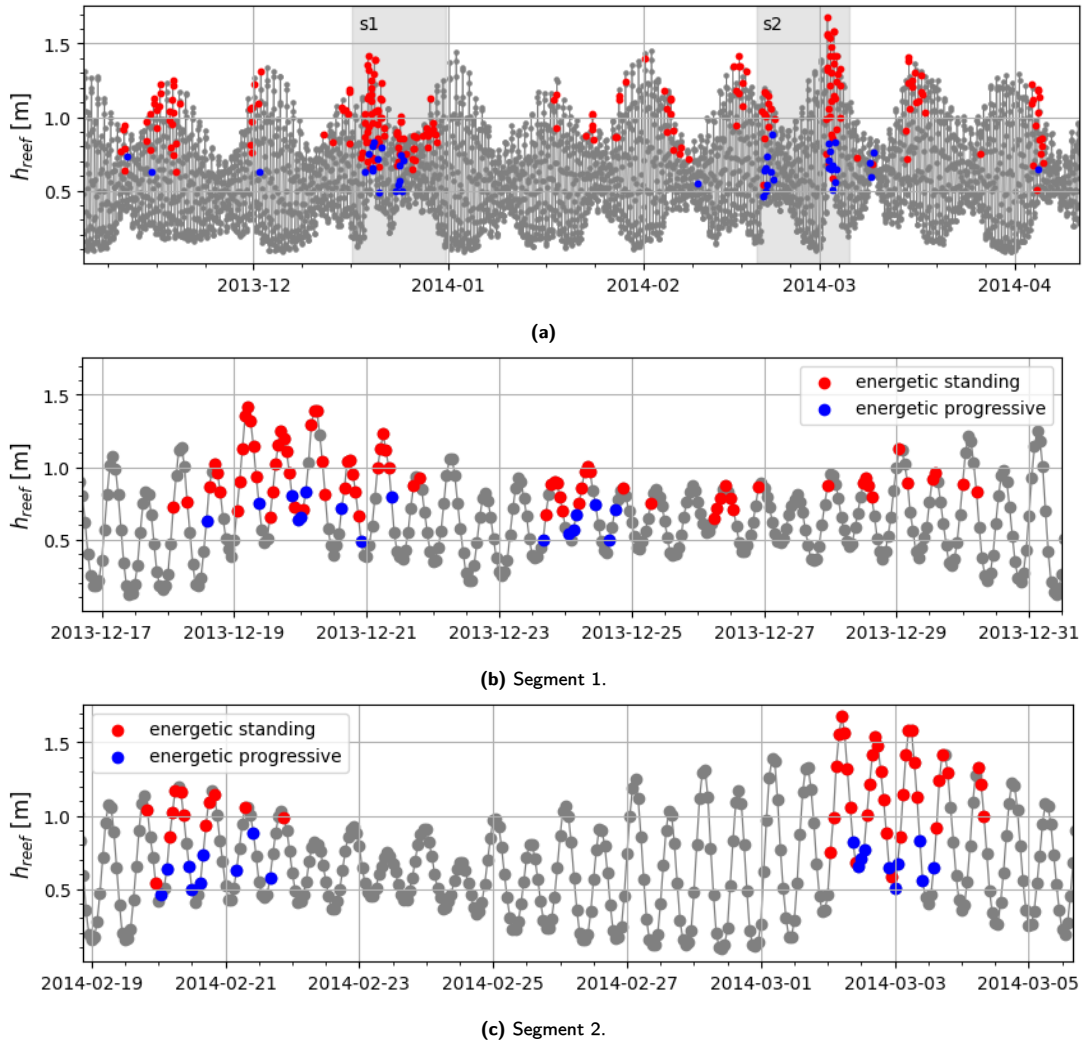 s1
s2
1.5
1.0
0.5
h_reef [m]
2013-12
2014-01
2014-02
2014-03
2014-04
(a)
energetic standing
energetic progressive
1.5
1.0
0.5
h_reef [m]
2013-12-17
2013-12-19
2013-12-21
2013-12-23
2013-12-25
2013-12-27
2013-12-29
2013-12-31
(b) Segment 1.
energetic standing
energetic progressive
1.5
1.0
0.5
h_reef [m]
2014-02-19
2014-02-21
2014-02-23
2014-02-25
2014-02-27
2014-03-01
2014-03-03
2014-03-05
(c) Segment 2.